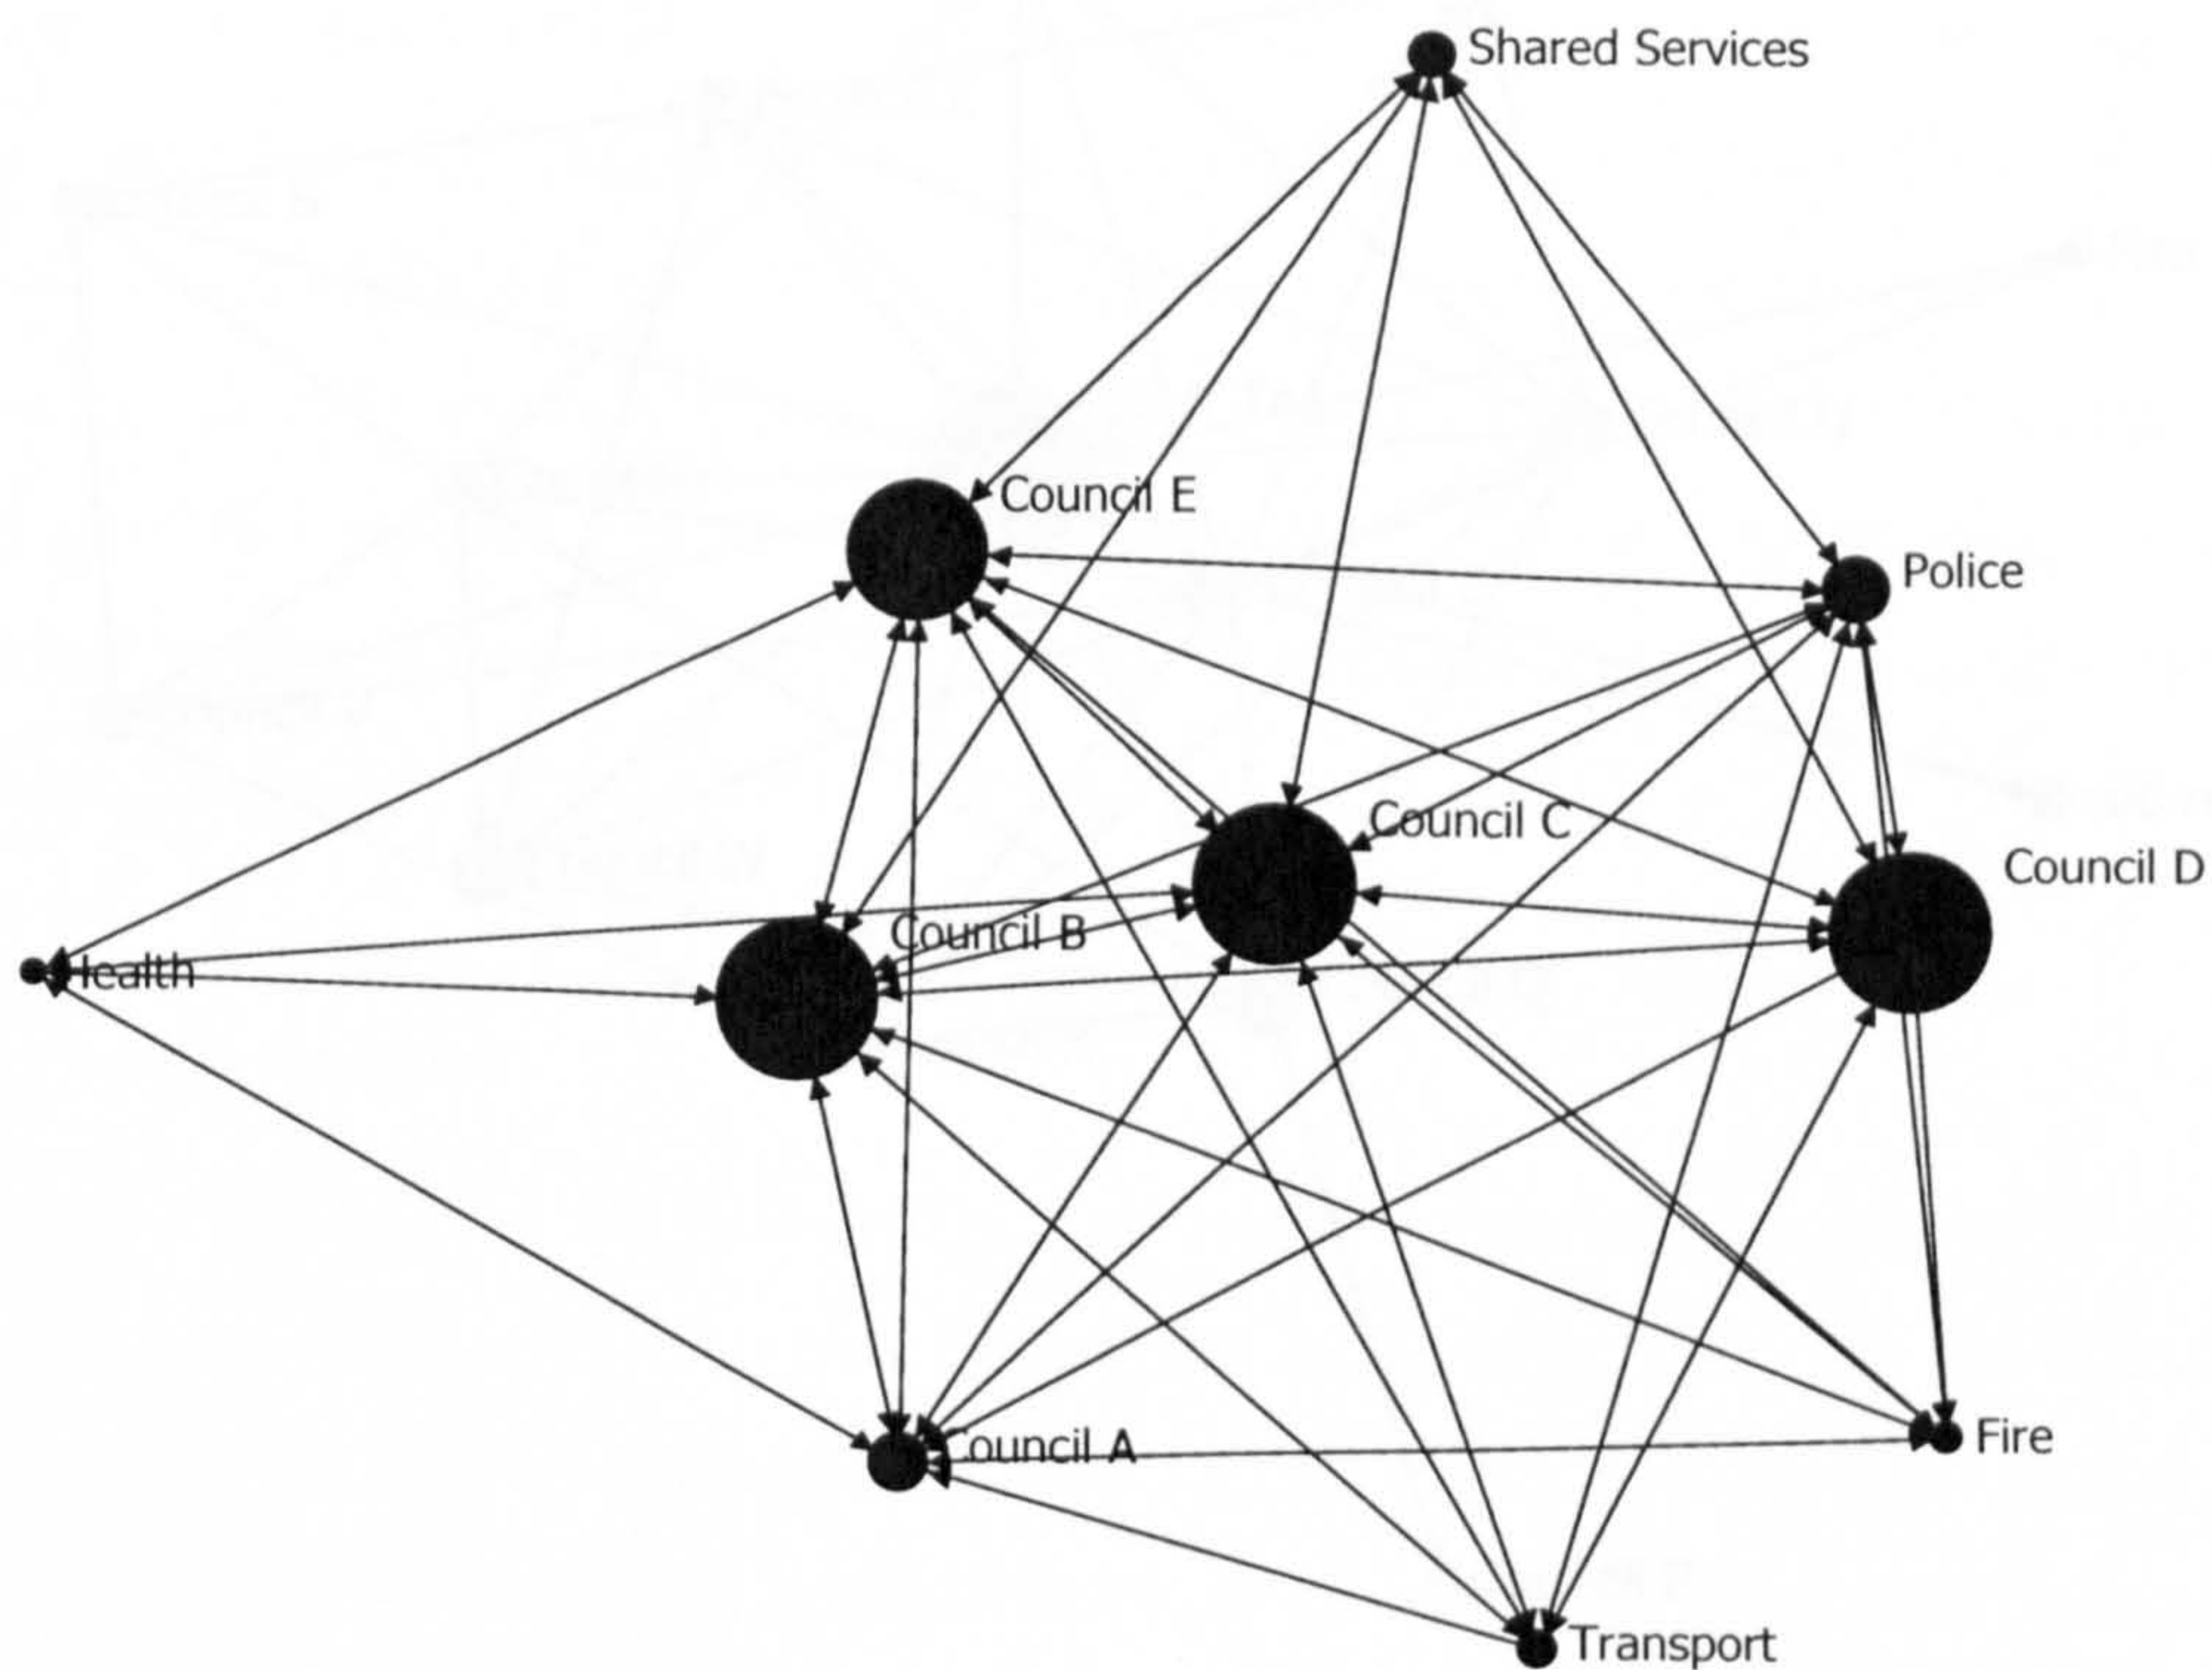 Shared Services
Council E
Police
Council C
Council D
Council B
Health
Council A
Fire
Transport